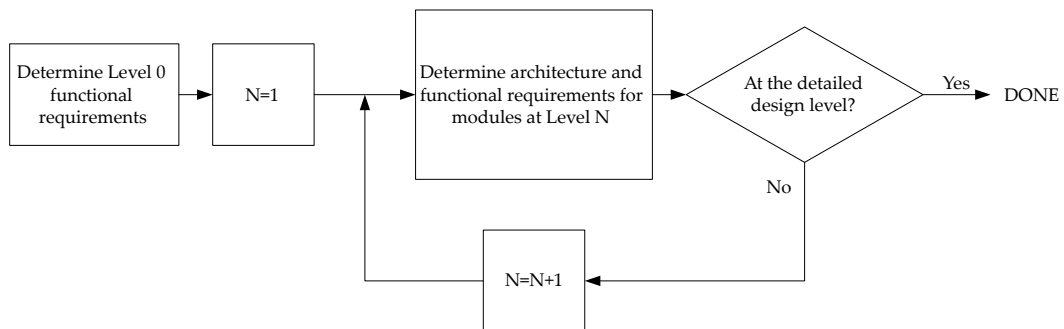 Determine Level 0
functional
requirements
N=1
Determine architecture and
functional requirements for
modules at Level N
At the detailed
design level?
Yes
DONE
No
N=N+1